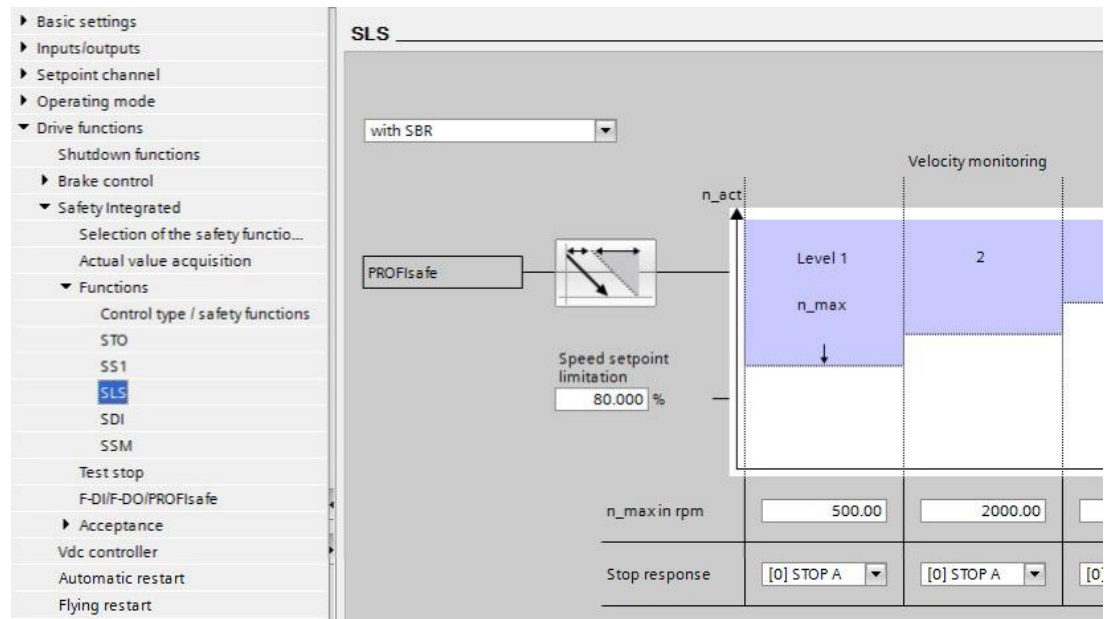 Basic settings
Inputs/outputs
Setpoint channel
Operating mode
Drive functions
Shutdown functions
Brake control
Safety Integrated
Selection of the safety functio...
Actual value acquisition
Functions
Control type / safety functions
STO
SS1
SLS
SDI
SSM
Test stop
F-DI/F-DO/PROFIsafe
Acceptance
Vdc controller
Automatic restart
Flying restart
SLS
with SBR
Velocity monitoring
n_act
PROFIsafe
Level 1
2
n_max
Speed setpoint
limitation
80.000 %
n_max in rpm 500.00 2000.00
Stop response [0] STOP A [0] STOP A [0]